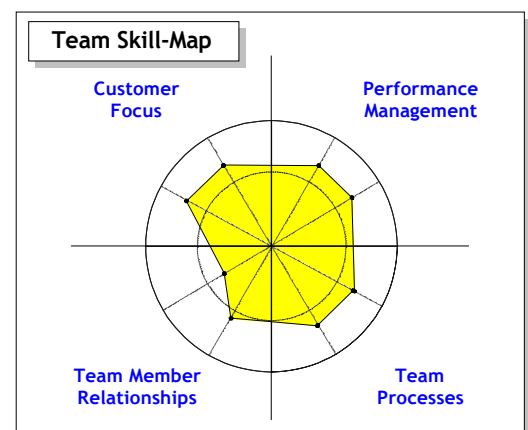 Team Skill-Map
Customer
Focus
Performance
Management
Team Member
Relationships
Team
Processes